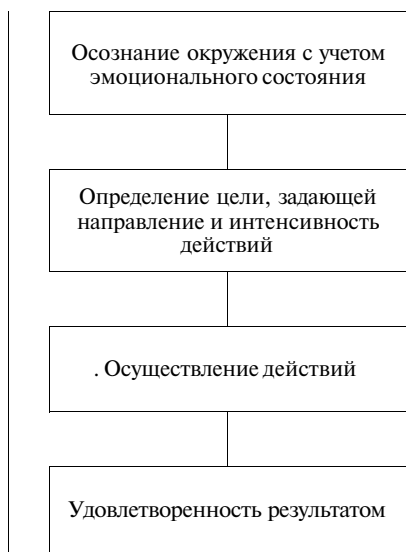 Осознание окружения с учетом
эмоционального состояния
Определение цели, задающей
направление и интенсивность
действий
. Осуществление действий
Удовлетворенность результатом